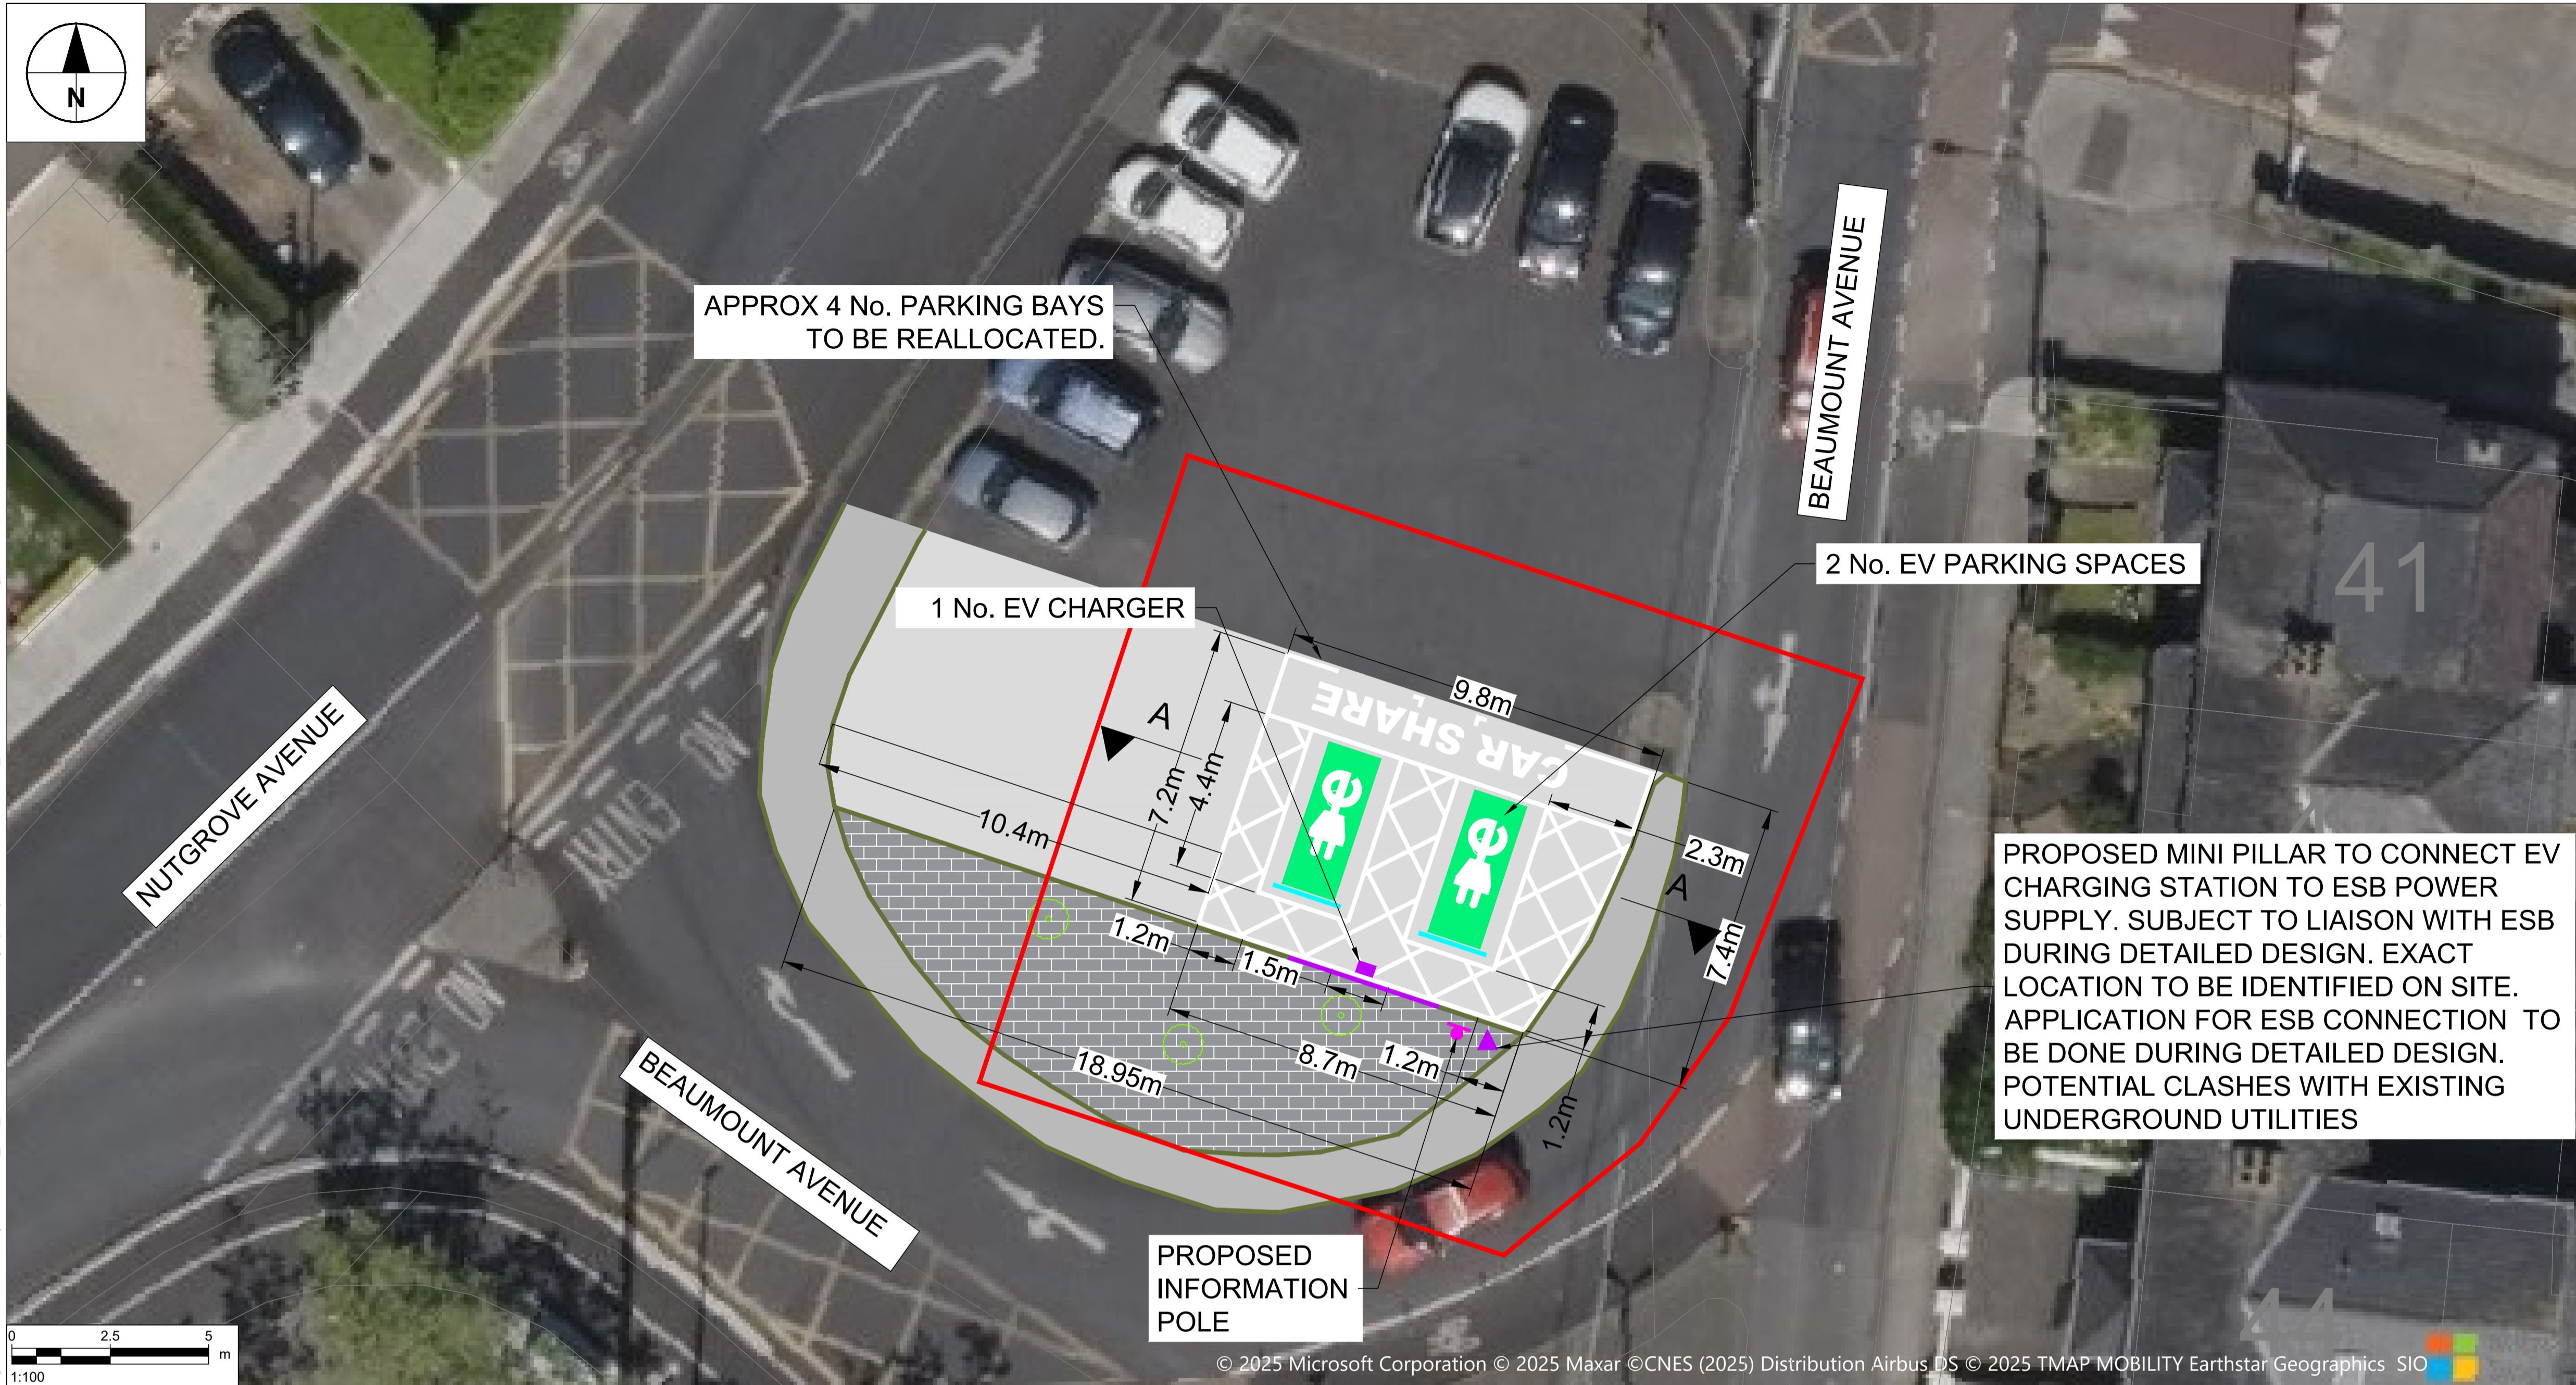 N
APPROX 4 No. PARKING BAYS
TO BE REALLOCATED.
BEAUMOUNT AVENUE
2 No. EV PARKING SPACES
1 No. EV CHARGER
41
9.8m
CAR SHARE
A
7.2m
4.4m
10.4m
e
e
2.3m
A
7.4m
NUTGROVE AVENUE
NO
ENTRY
NO
ENTRY
1.2m
1.5m
18.95m
8.7m
1.2m
1.2m
BEAUMOUNT AVENUE
PROPOSED MINI PILLAR TO CONNECT EV
CHARGING STATION TO ESB POWER
SUPPLY. SUBJECT TO LIAISON WITH ESB
DURING DETAILED DESIGN. EXACT
LOCATION TO BE IDENTIFIED ON SITE.
APPLICATION FOR ESB CONNECTION TO
BE DONE DURING DETAILED DESIGN.
POTENTIAL CLASHES WITH EXISTING
UNDERGROUND UTILITIES
PROPOSED
INFORMATION
POLE
44
0 2.5 5
m
1:100
© 2025 Microsoft Corporation © 2025 Maxar ©CNES (2025) Distribution Airbus DS © 2025 TMAP MOBILITY Earthstar Geographics SIO